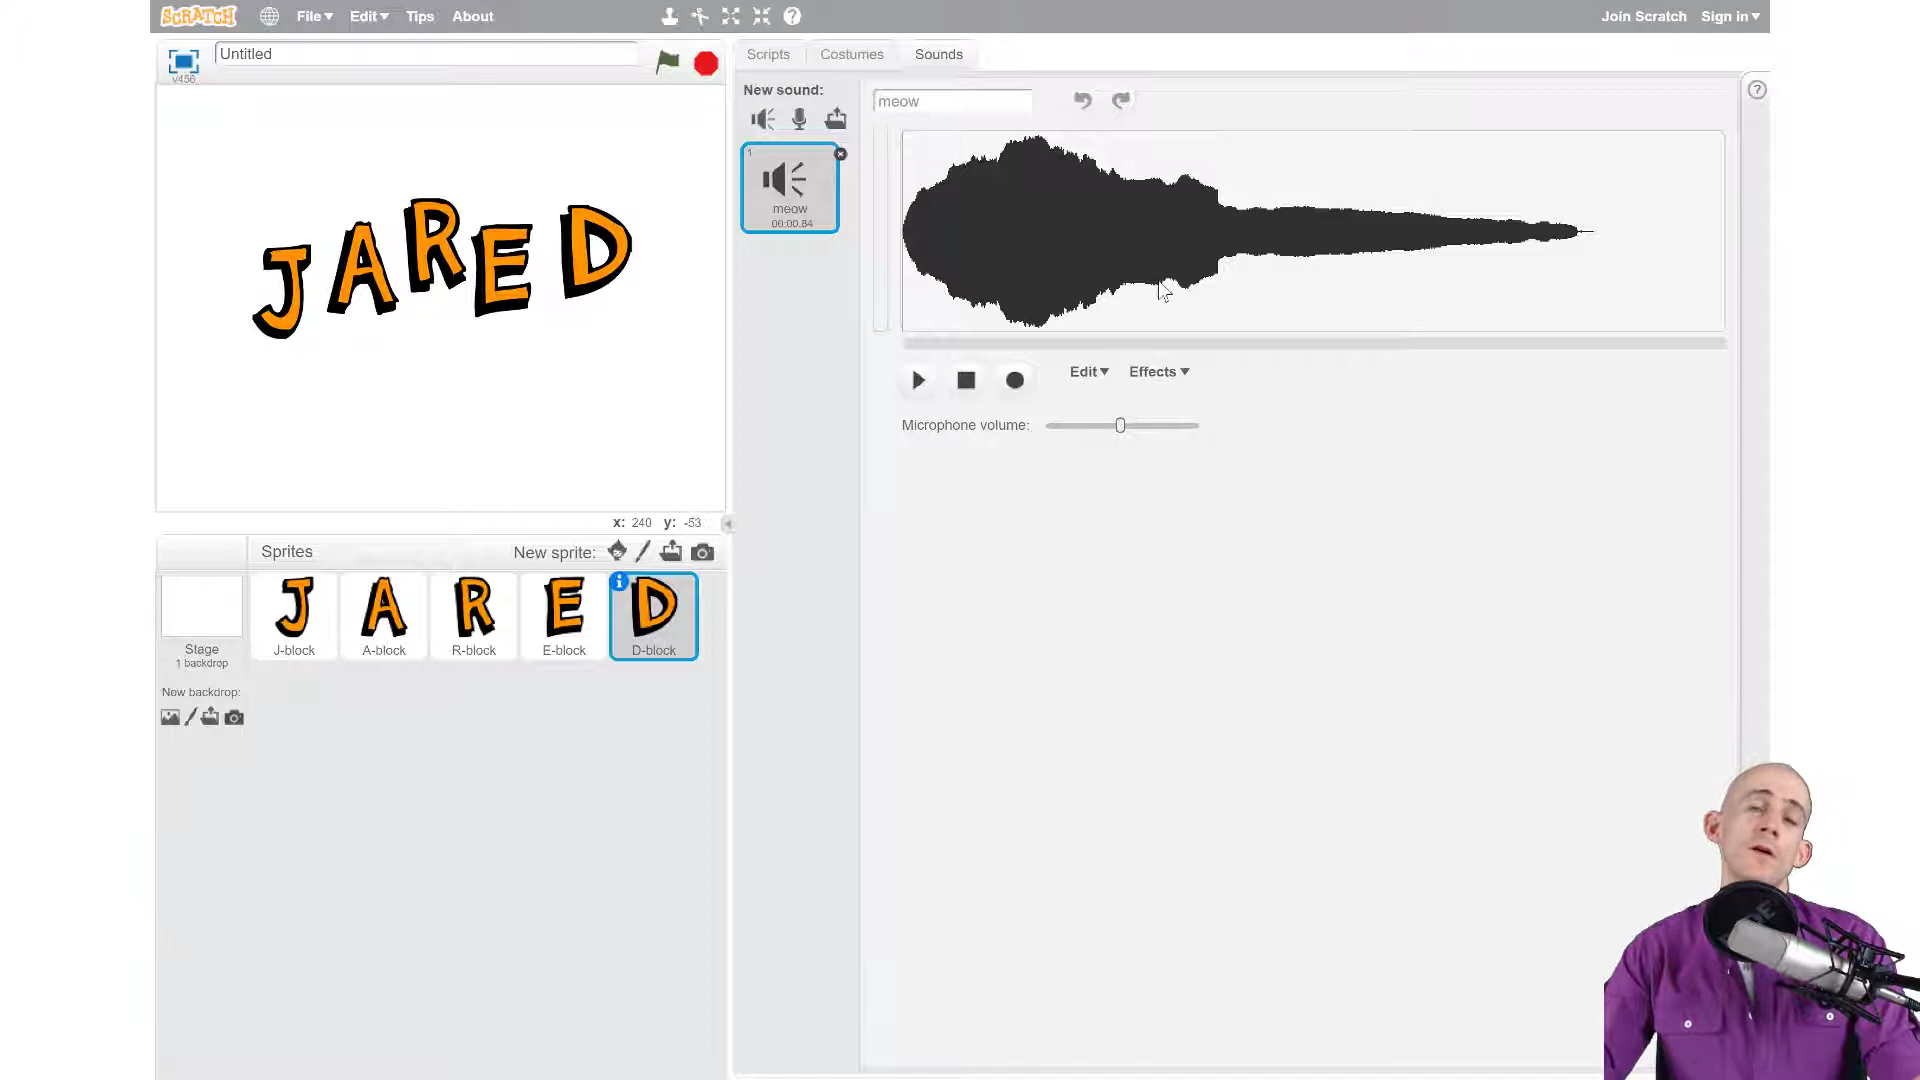 SCRATCH File Edit Tips About Join Scratch Sign in
v456
Untitled
Scripts Costumes Sounds
New sound:
1
meow
00:00.84
meow
JARED
Edit Effects
Microphone volume:
x: 240 y: -53
Sprites New sprite:
J A R E D
Stage
1 backdrop
J-block A-block R-block E-block D-block
New backdrop: